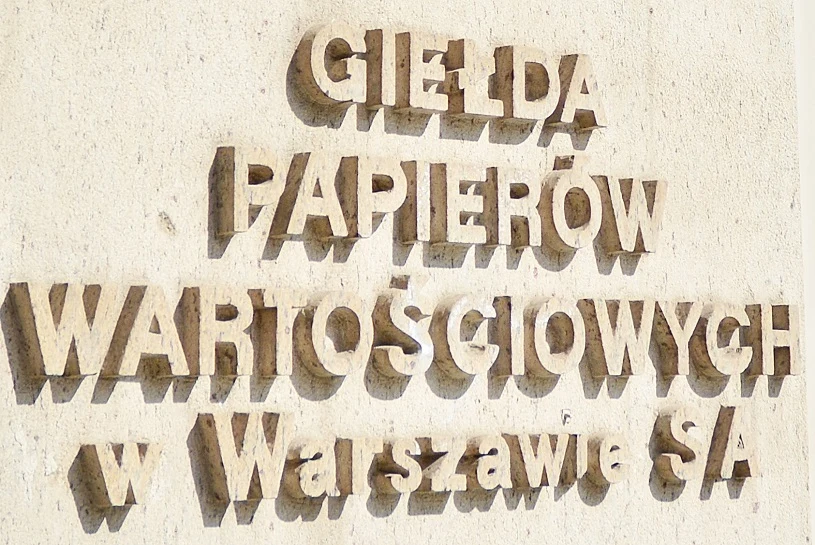 GIEŁDA
PAPIERÓW
WARTOŚCIOWYCH
w Warszawie SA